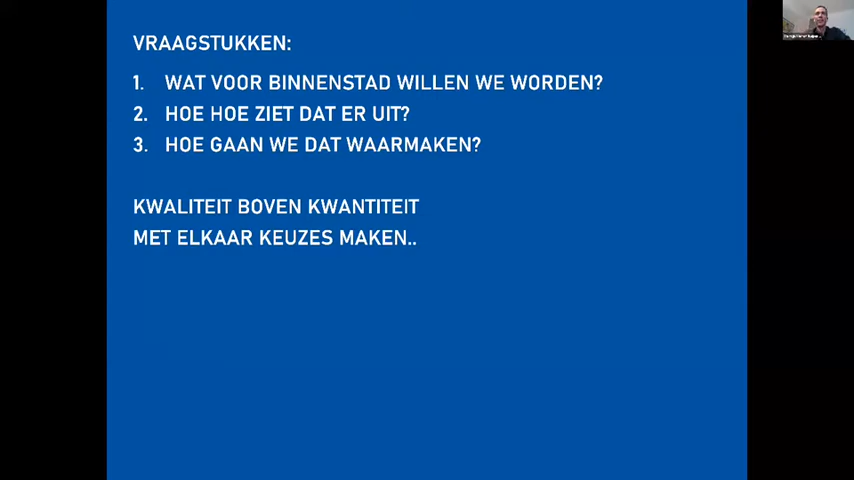 VRAAGSTUKKEN:
1. WAT VOOR BINNENSTAD WILLEN WE WORDEN?
2. HOE HOE ZIET DAT ER UIT?
3. HOE GAAN WE DAT WAARMAKEN?
KWALITEIT BOVEN KWANTITEIT
MET ELKAAR KEUZES MAKEN..